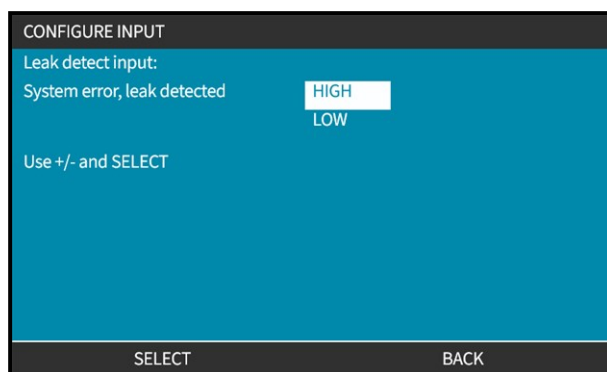 CONFIGURE INPUT
Leak detect input:
System error, leak detected HIGH
LOW
Use +/- and SELECT
SELECT BACK